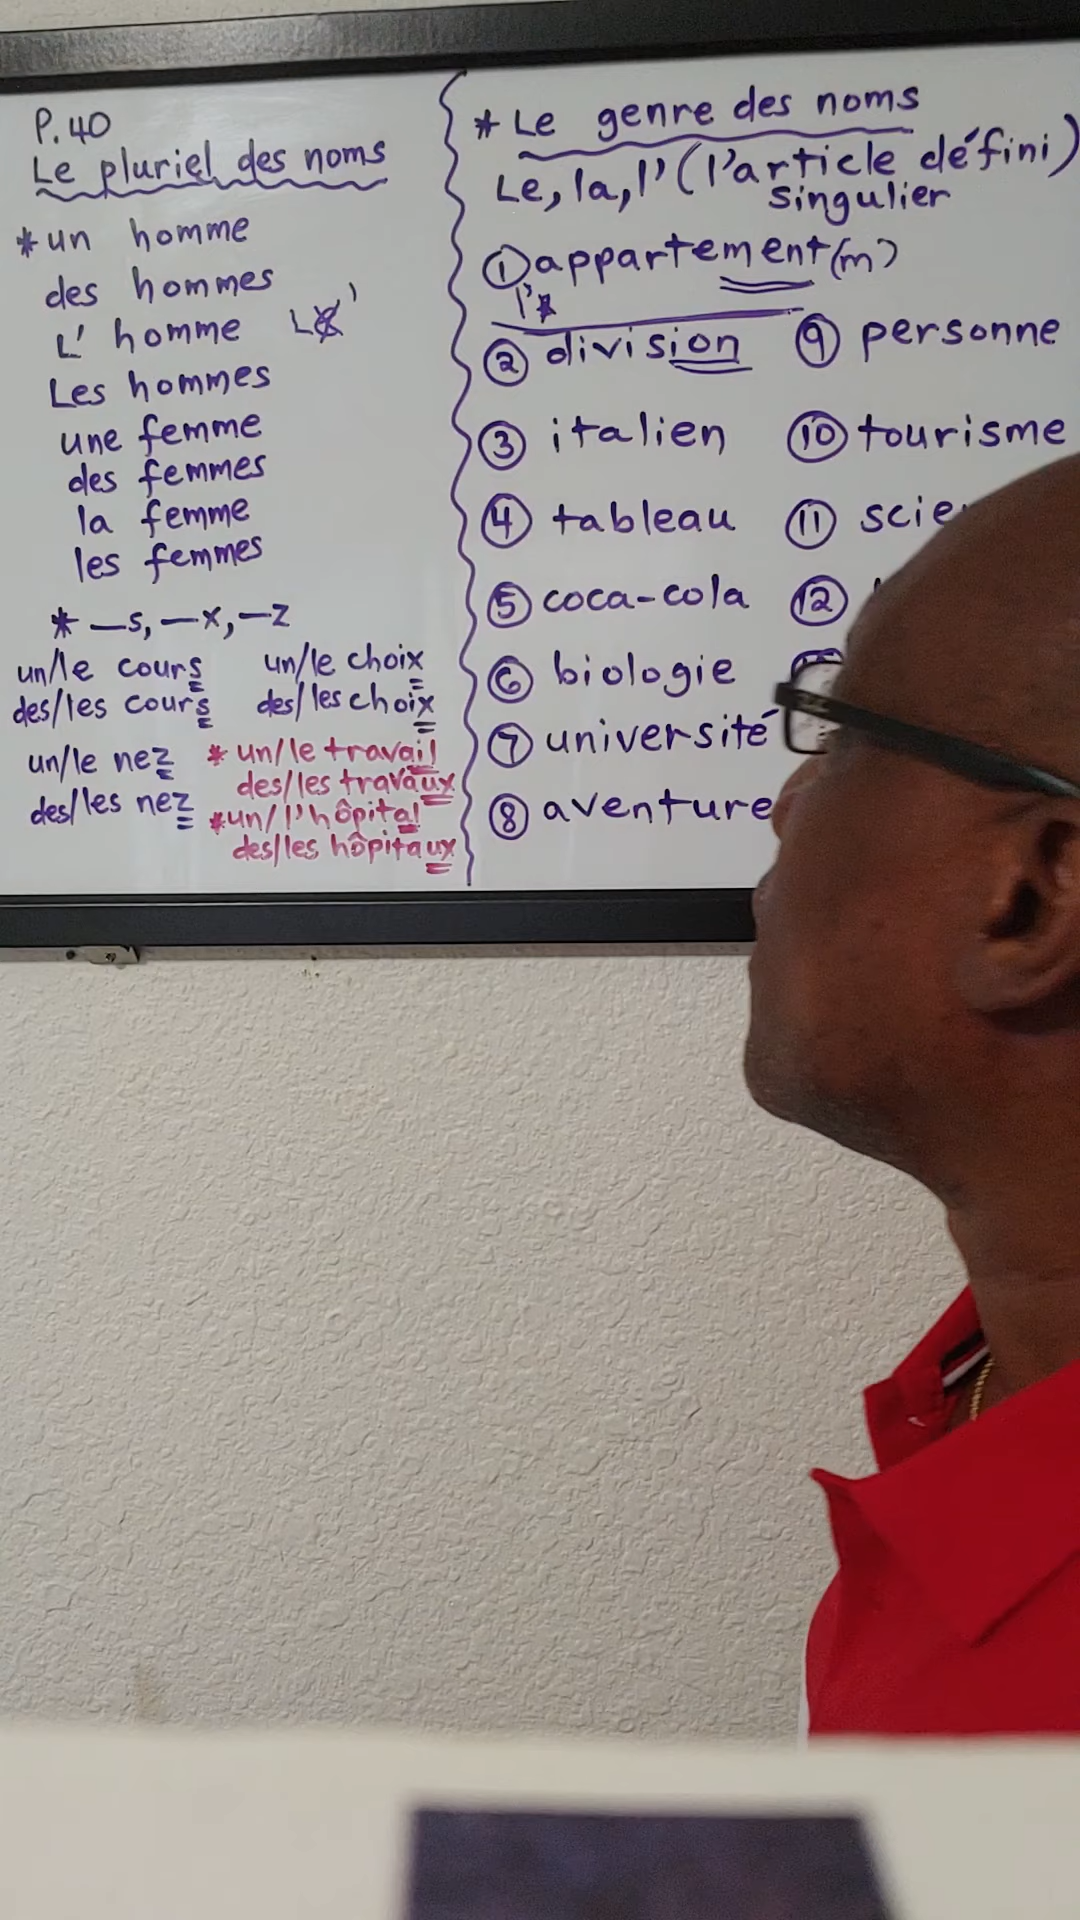 P.40
Le pluriel des noms
*un homme
des hommes
L' homme
Les hommes
une femme
des femmes
la femme
les femmes
* —s, —x, —z
un/le cours
des/les cours
un/le choix
des/les choix
un/le nez
des/les nez
* un/le travail
des/les travaux
*un/l'hôpital
des/les hôpitaux
* Le genre des noms
Le, la, l' (l'article défini)
singulier
① appartement (m)
l'*
② division
③ italien
④ tableau
⑤ coca-cola
⑥ biologie
⑦ université
⑧ aventure
⑨ personne
⑩ tourisme
⑪
⑫